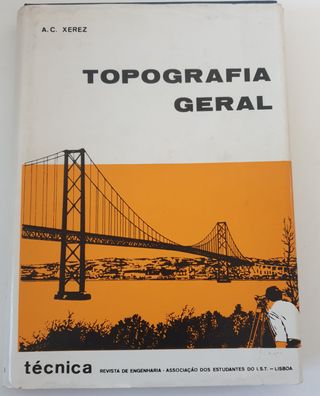 A. C. XEREZ
TOPOGRAFIA
GERAL
técnica REVISTA DE ENGENHARIA - ASSOCIAÇÃO DOS ESTUDANTES DO I. S. T. - LISBOA